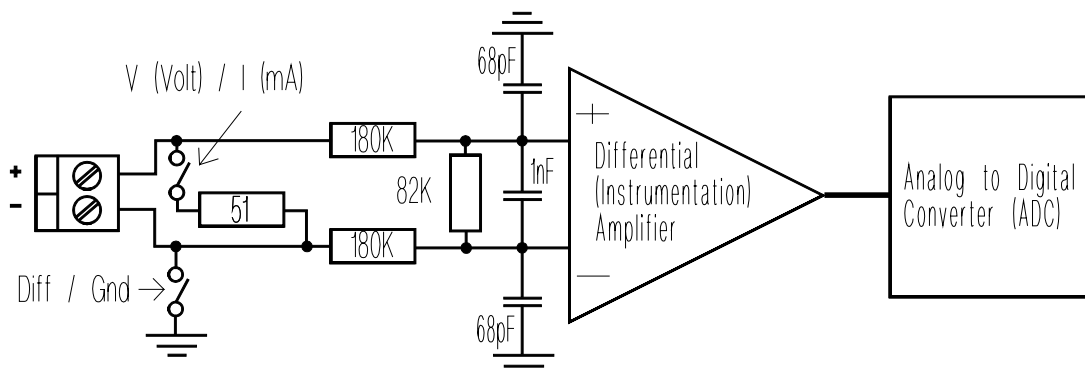 68pF
V (Volt) / I (mA)
180K
+
+
-
1nF
82K
Differential
(Instrumentation)
Amplifier
Analog to Digital
Converter (ADC)
51
180K
—
Diff / Gnd
68pF